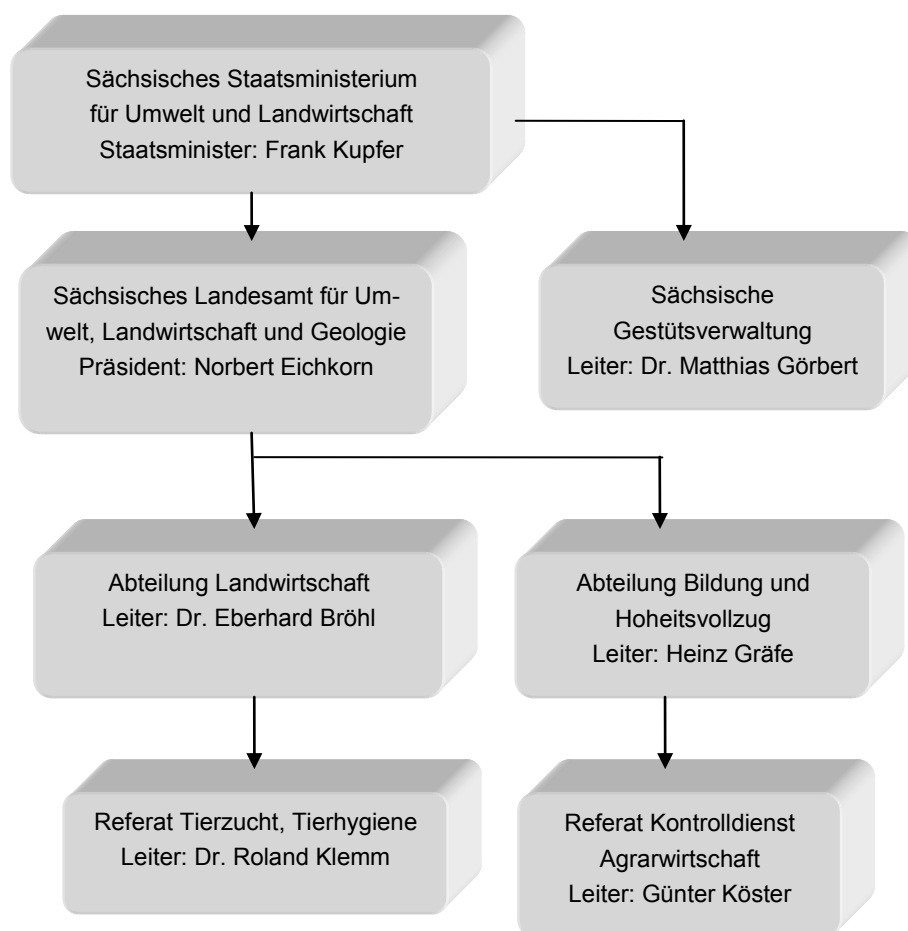 Sächsisches Staatsministerium
für Umwelt und Landwirtschaft
Staatsminister: Frank Kupfer
Sächsisches Landesamt für Um-
welt, Landwirtschaft und Geologie
Präsident: Norbert Eichkorn
Sächsische
Gestütsverwaltung
Leiter: Dr. Matthias Görbert
Abteilung Landwirtschaft
Leiter: Dr. Eberhard Bröhl
Abteilung Bildung und
Hoheitsvollzug
Leiter: Heinz Gräfe
Referat Tierzucht, Tierhygiene
Leiter: Dr. Roland Klemm
Referat Kontrolldienst
Agrarwirtschaft
Leiter: Günter Köster